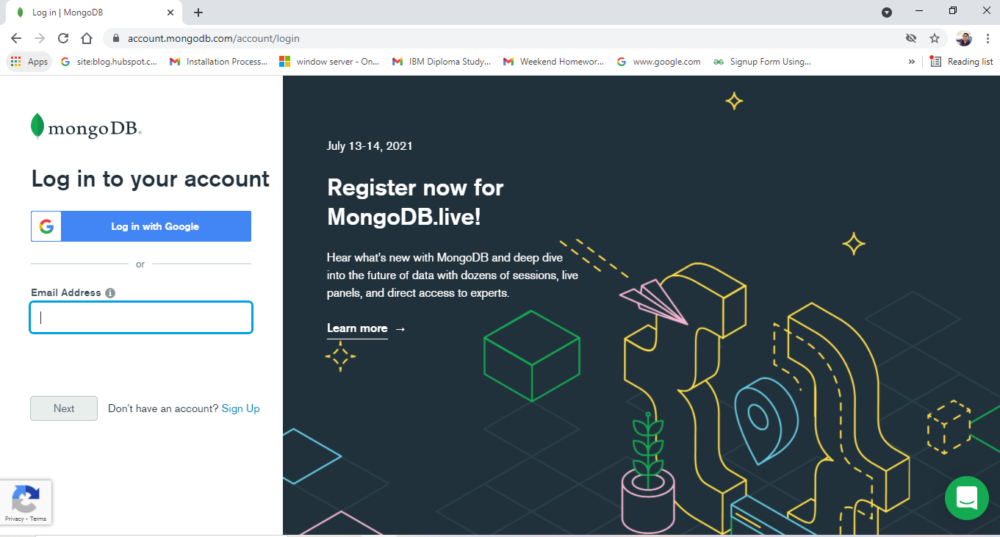 Log in | MongoDB
account.mongodb.com/account/login
Apps
site:blog.hubspot.c...
Installation Process...
window server - On...
IBM Diploma Study...
Weekend Homewor...
www.google.com
Signup Form Using...
»
Reading list
mongoDB®
Log in to your account
Log in with Google
or
Email Address
Next
Don't have an account? Sign Up
Privacy - Terms
July 13-14, 2021
Register now for
MongoDB.live!
Hear what's new with MongoDB and deep dive
into the future of data with dozens of sessions, live
panels, and direct access to experts.
Learn more →